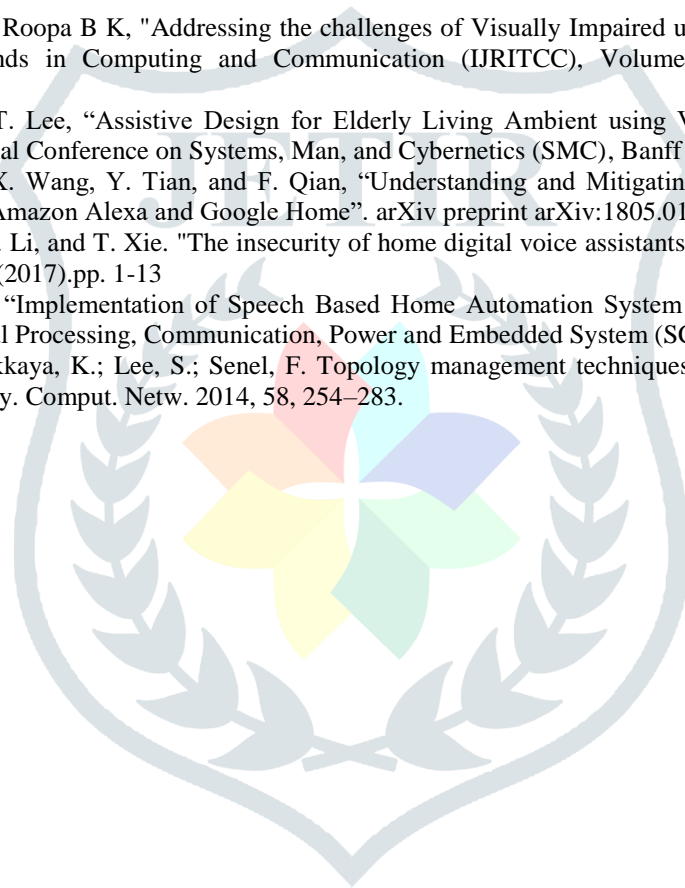 Roopa B K, "Addressing the challenges of Visually Impaired u
nds in Computing and Communication (IJRITCC), Volume
T. Lee, “Assistive Design for Elderly Living Ambient using V
al Conference on Systems, Man, and Cybernetics (SMC), Banff
X. Wang, Y. Tian, and F. Qian, “Understanding and Mitigatin
Amazon Alexa and Google Home”. arXiv preprint arXiv:1805.01
Li, and T. Xie. "The insecurity of home digital voice assistants
(2017).pp. 1-13
“Implementation of Speech Based Home Automation System
al Processing, Communication, Power and Embedded System (SC
kkaya, K.; Lee, S.; Senel, F. Topology management techniques
y. Comput. Netw. 2014, 58, 254–283.
JETIR